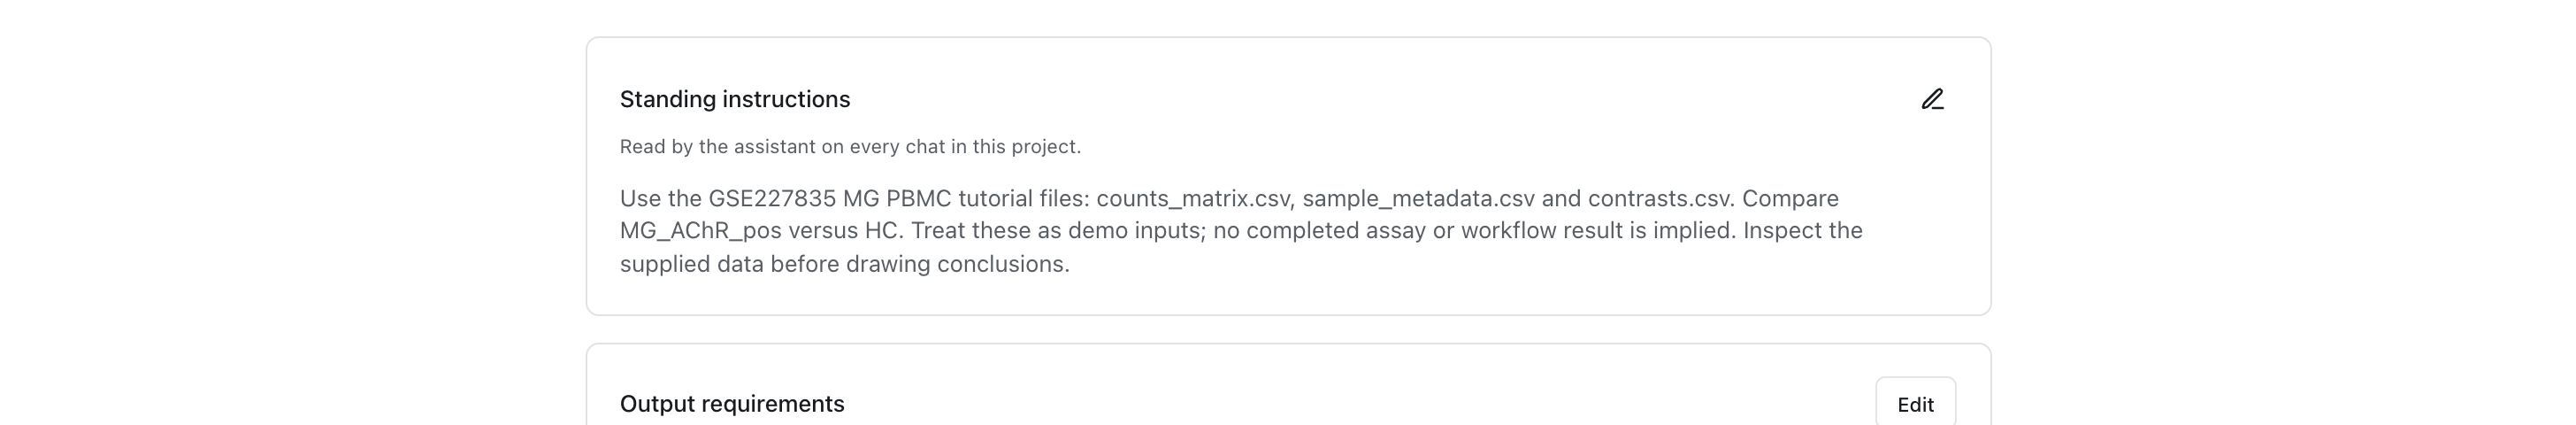 Standing instructions
Read by the assistant on every chat in this project.
Use the GSE227835 MG PBMC tutorial files: counts_matrix.csv, sample_metadata.csv and contrasts.csv. Compare
MG_AChR_pos versus HC. Treat these as demo inputs; no completed assay or workflow result is implied. Inspect the
supplied data before drawing conclusions.
Output requirements
Edit